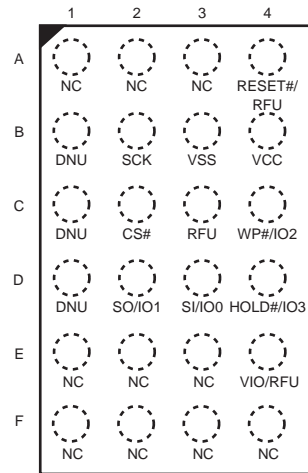 1 2 3 4
A
NC NC NC RESET#/
RFU
B
DNU SCK VSS VCC
C
DNU CS# RFU WP#/IO2
D
DNU SO/IO1 SI/IO0 HOLD#/IO3
E
NC NC NC VIO/RFU
F
NC NC NC NC